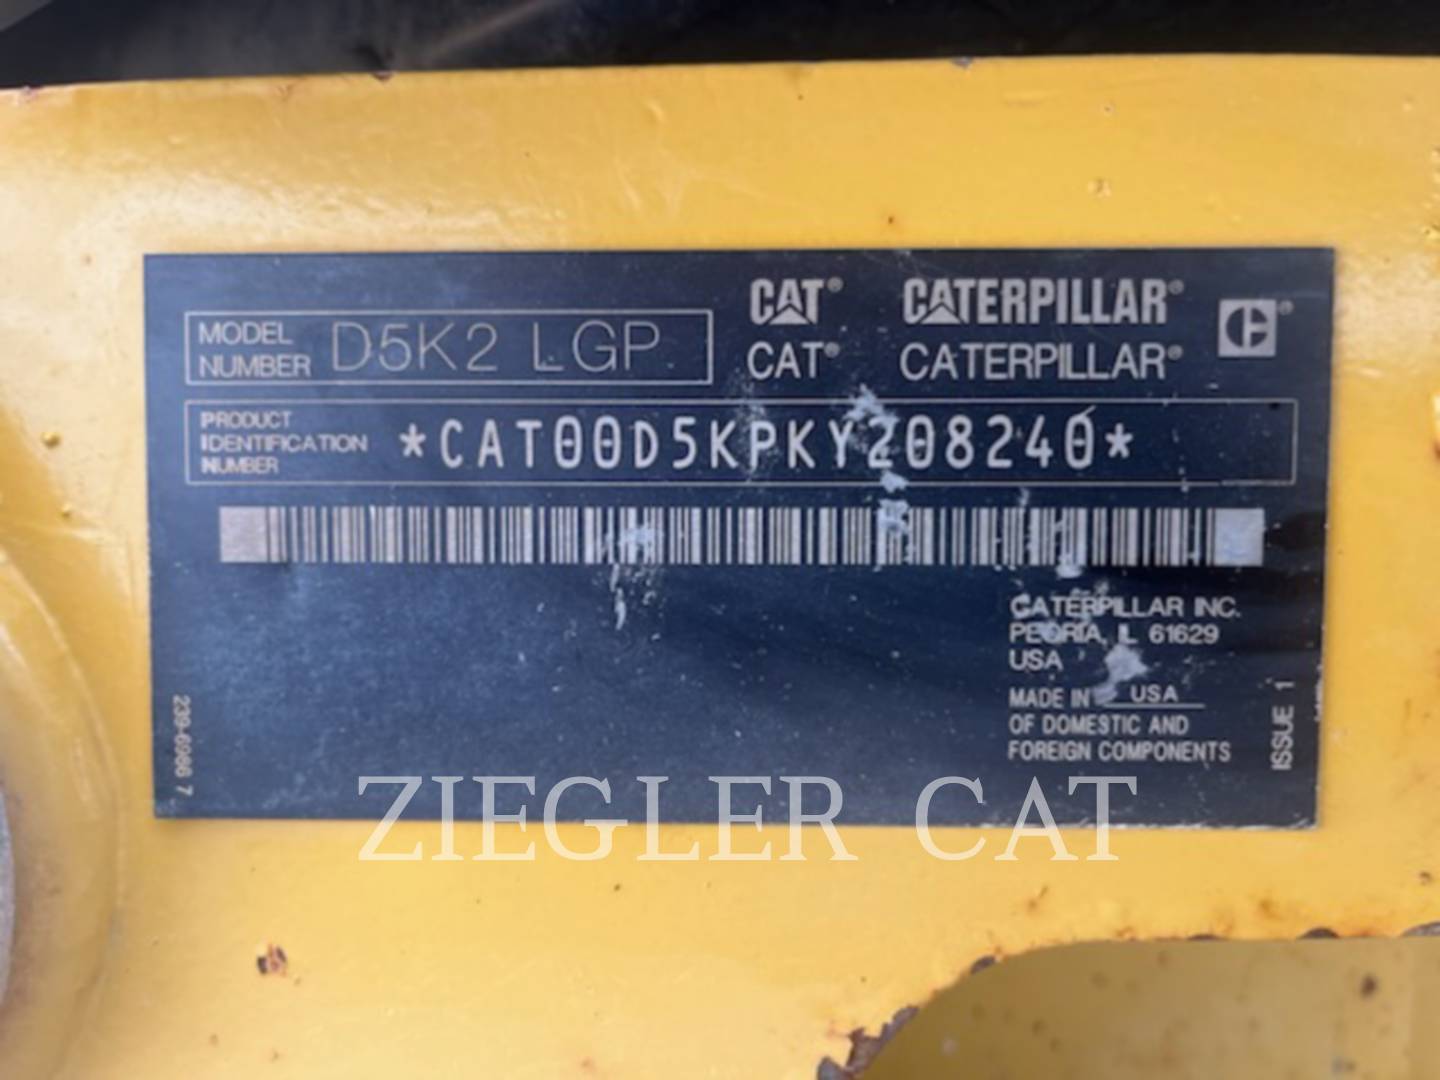 CAT® CATERPILLAR®
MODEL NUMBER D5K2 LGP
CAT® CATERPILLAR®
PRODUCT IDENTIFICATION NUMBER *CAT00D5KPKY208240*
CATERPILLAR INC.
PEORIA, IL 61629
USA
MADE IN USA
OF DOMESTIC AND
FOREIGN COMPONENTS
ISSUE 1
239-6966 7
ZIEGLER CAT